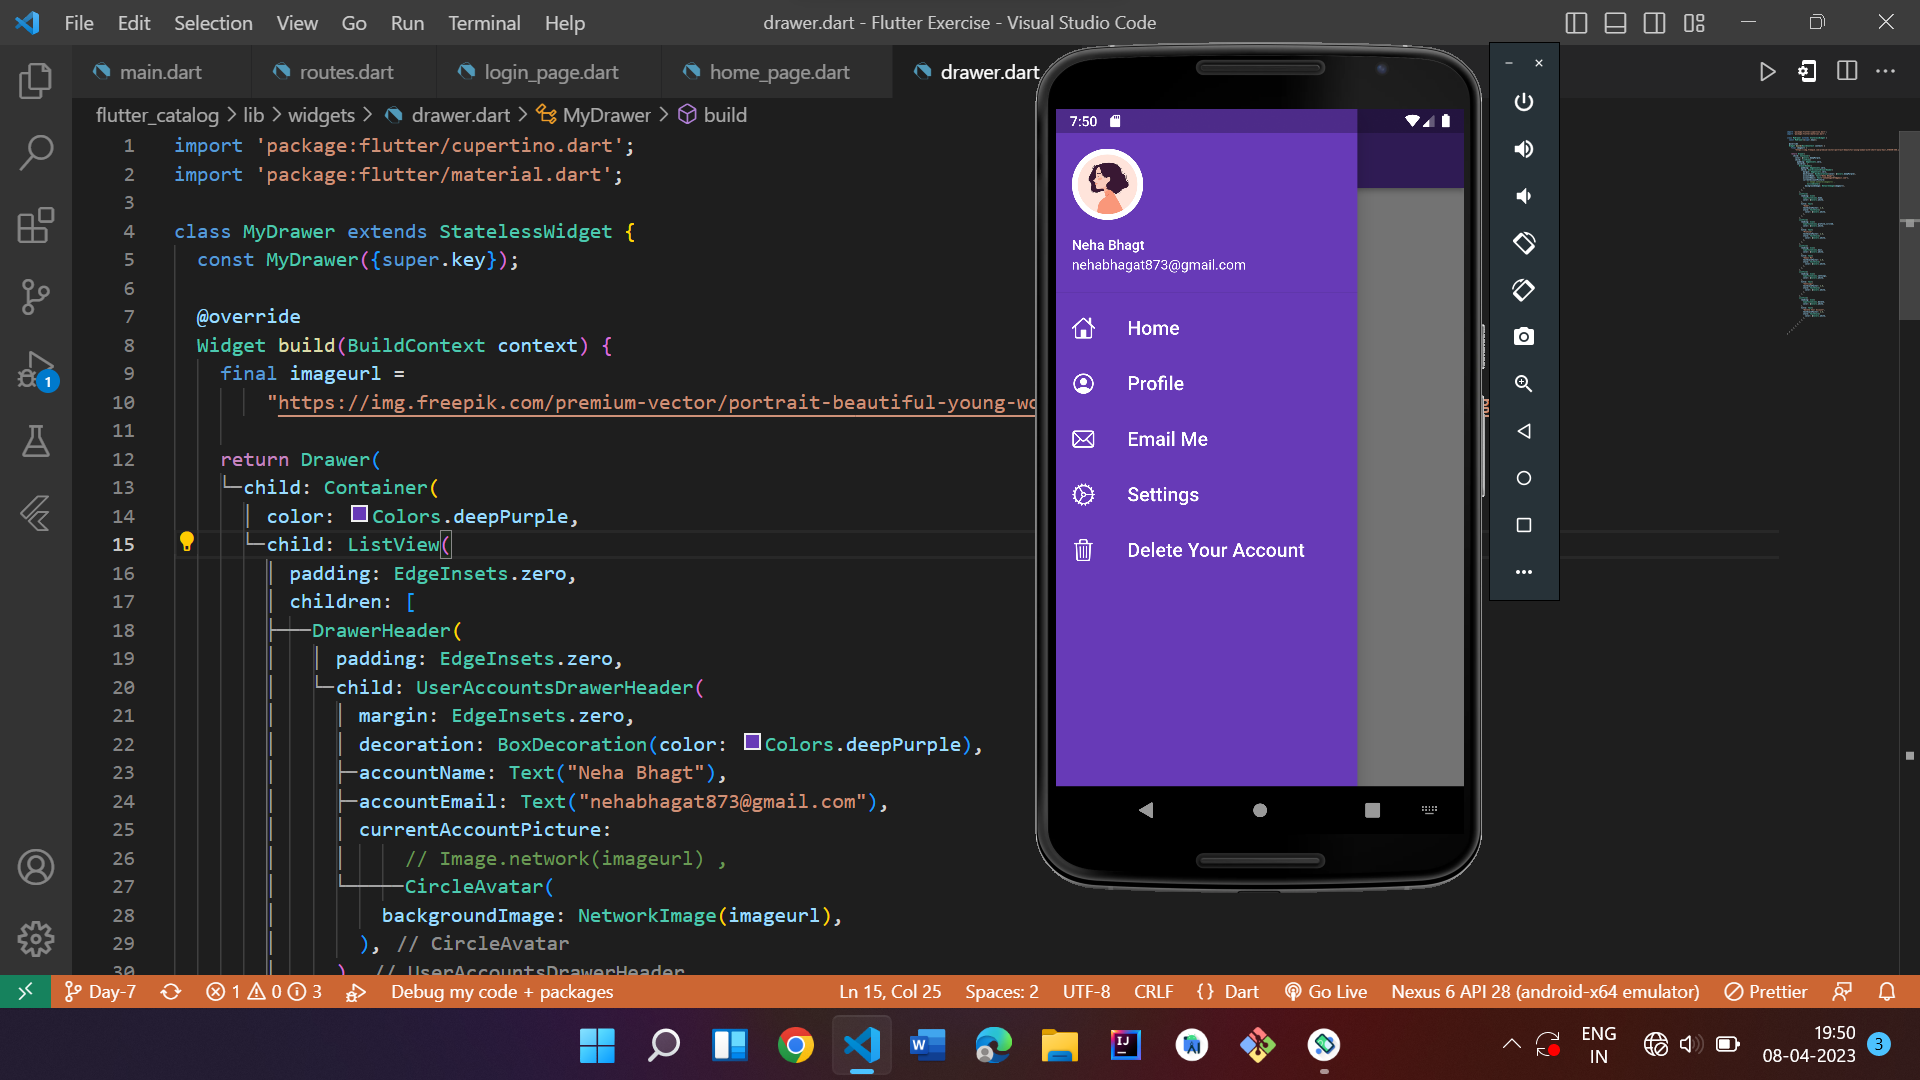 File Edit Selection View Go Run Terminal Help
drawer.dart - Flutter Exercise - Visual Studio Code
main.dart
routes.dart
login_page.dart
home_page.dart
drawer.dart
flutter_catalog > lib > widgets > drawer.dart > MyDrawer > build
1 import 'package:flutter/cupertino.dart';
2 import 'package:flutter/material.dart';
3
4 class MyDrawer extends StatelessWidget {
5 const MyDrawer({super.key});
6
7 @override
8 Widget build(BuildContext context) {
9 final imageurl =
10 "https://img.freepik.com/premium-vector/portrait-beautiful-young-wo
11
12 return Drawer(
13 child: Container(
14 color: Colors.deepPurple,
15 child: ListView(
16 padding: EdgeInsets.zero,
17 children: [
18 DrawerHeader(
19 padding: EdgeInsets.zero,
20 child: UserAccountsDrawerHeader(
21 margin: EdgeInsets.zero,
22 decoration: BoxDecoration(color: Colors.deepPurple),
23 accountName: Text("Neha Bhagt"),
24 accountEmail: Text("nehabhagat873@gmail.com"),
25 currentAccountPicture:
26 // Image.network(imageurl) ,
27 CircleAvatar(
28 backgroundImage: NetworkImage(imageurl),
29 ), // CircleAvatar
30 ), // UserAccountsDrawerHeader
7:50
Neha Bhagt
nehabhagat873@gmail.com
Home
Profile
Email Me
Settings
Delete Your Account
1
Day-7
1 0 3
Debug my code + packages
Ln 15, Col 25
Spaces: 2
UTF-8
CRLF
{ } Dart
Go Live
Nexus 6 API 28 (android-x64 emulator)
Prettier
ENG
IN
19:50
08-04-2023
3